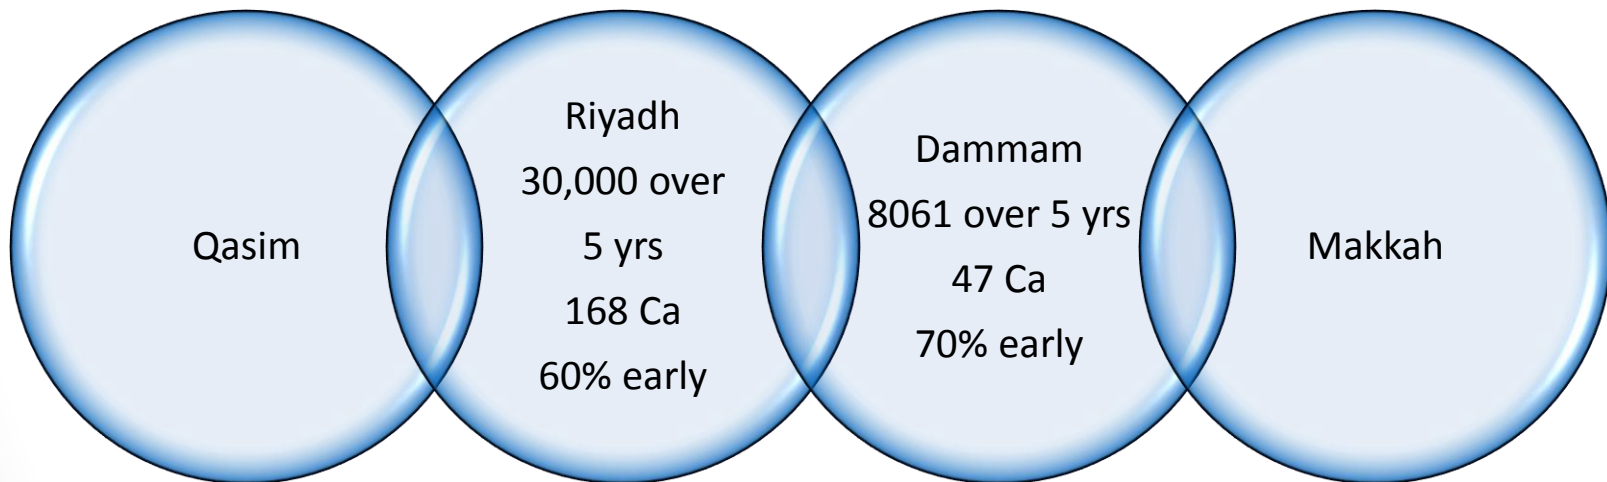 Qasim
Riyadh
30,000 over
5 yrs
168 Ca
60% early
Dammam
8061 over 5 yrs
47 Ca
70% early
Makkah